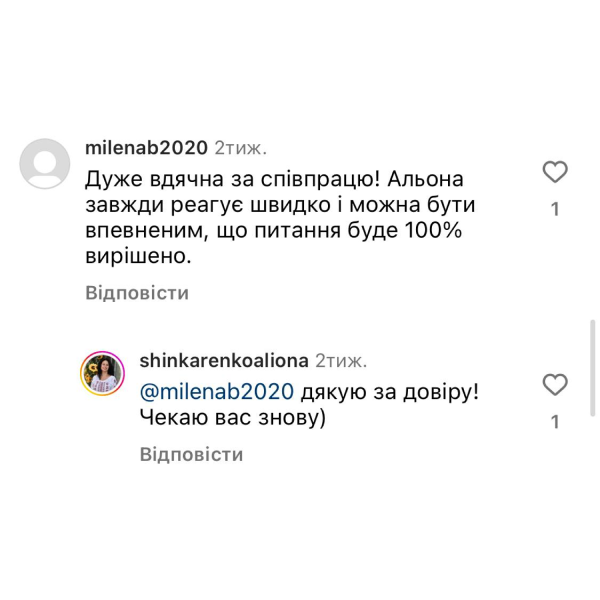 milenab2020 2тиж.
Дуже вдячна за співпрацю! Альона
завжди реагує швидко і можна бути
впевненим, що питання буде 100%
вирішено.
1
Відповісти
shinkarenkoaliona 2тиж.
@milenab2020 дякую за довіру!
Чекаю вас знову)
1
Відповісти